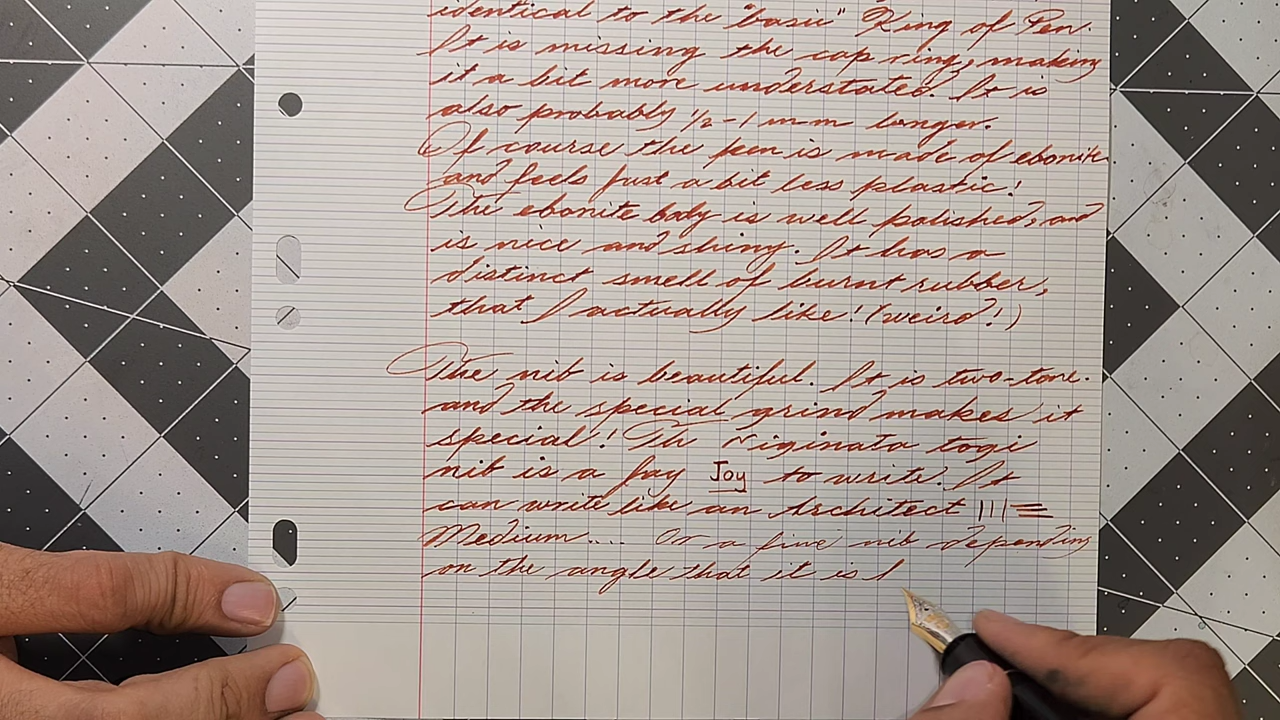 identical to the "basic" King of Pen.
It is missing the cap ring, making
it a bit more understated. It is
also probably 1/2-1 mm longer.
Of course the pen is made of ebonite
and feels just a bit less plastic!
The ebonite body is well polished, and
is nice and shiny. It has a
distinct smell of burnt rubber,
that I actually like! (weird!)
The nib is beautiful. It is two-tone.
and the special grind makes it
special! Th Niginata togi
nib is a Joy Joy to write. It
can write like an Architect
Medium.... Or a fine nib depending
on the angle that it is